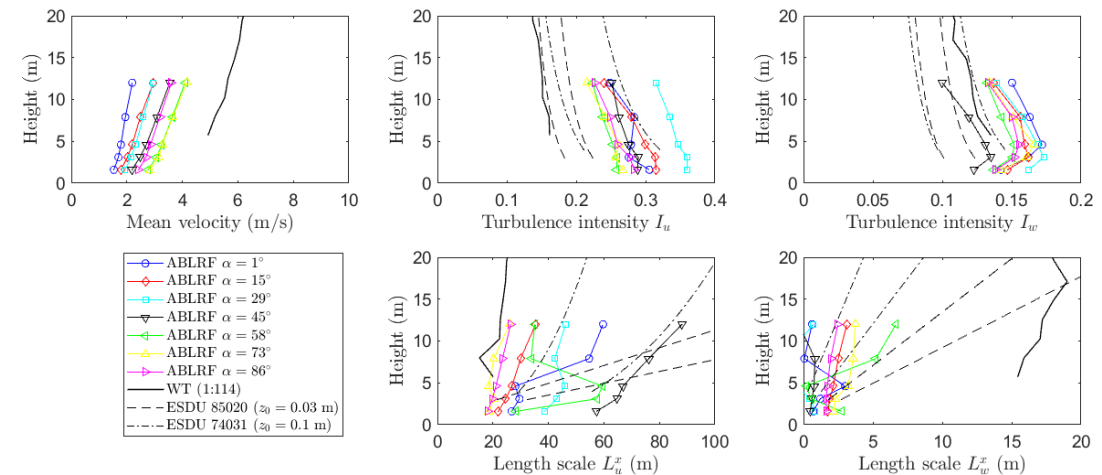 20
15
10
5
0
Height (m)
0 2 4 6 8 10
Mean velocity (m/s)
20
15
10
5
0
Height (m)
0 0.1 0.2 0.3 0.4
Turbulence intensity I_u
20
15
10
5
0
Height (m)
0 0.05 0.1 0.15 0.2
Turbulence intensity I_w
ABLRF α = 1°
ABLRF α = 15°
ABLRF α = 29°
ABLRF α = 45°
ABLRF α = 58°
ABLRF α = 73°
ABLRF α = 86°
WT (1:114)
ESDU 85020 (z₀ = 0.03 m)
ESDU 74031 (z₀ = 0.1 m)
20
15
10
5
0
Height (m)
0 20 40 60 80 100
Length scale L_u^x (m)
20
15
10
5
0
Height (m)
0 5 10 15 20
Length scale L_w^x (m)